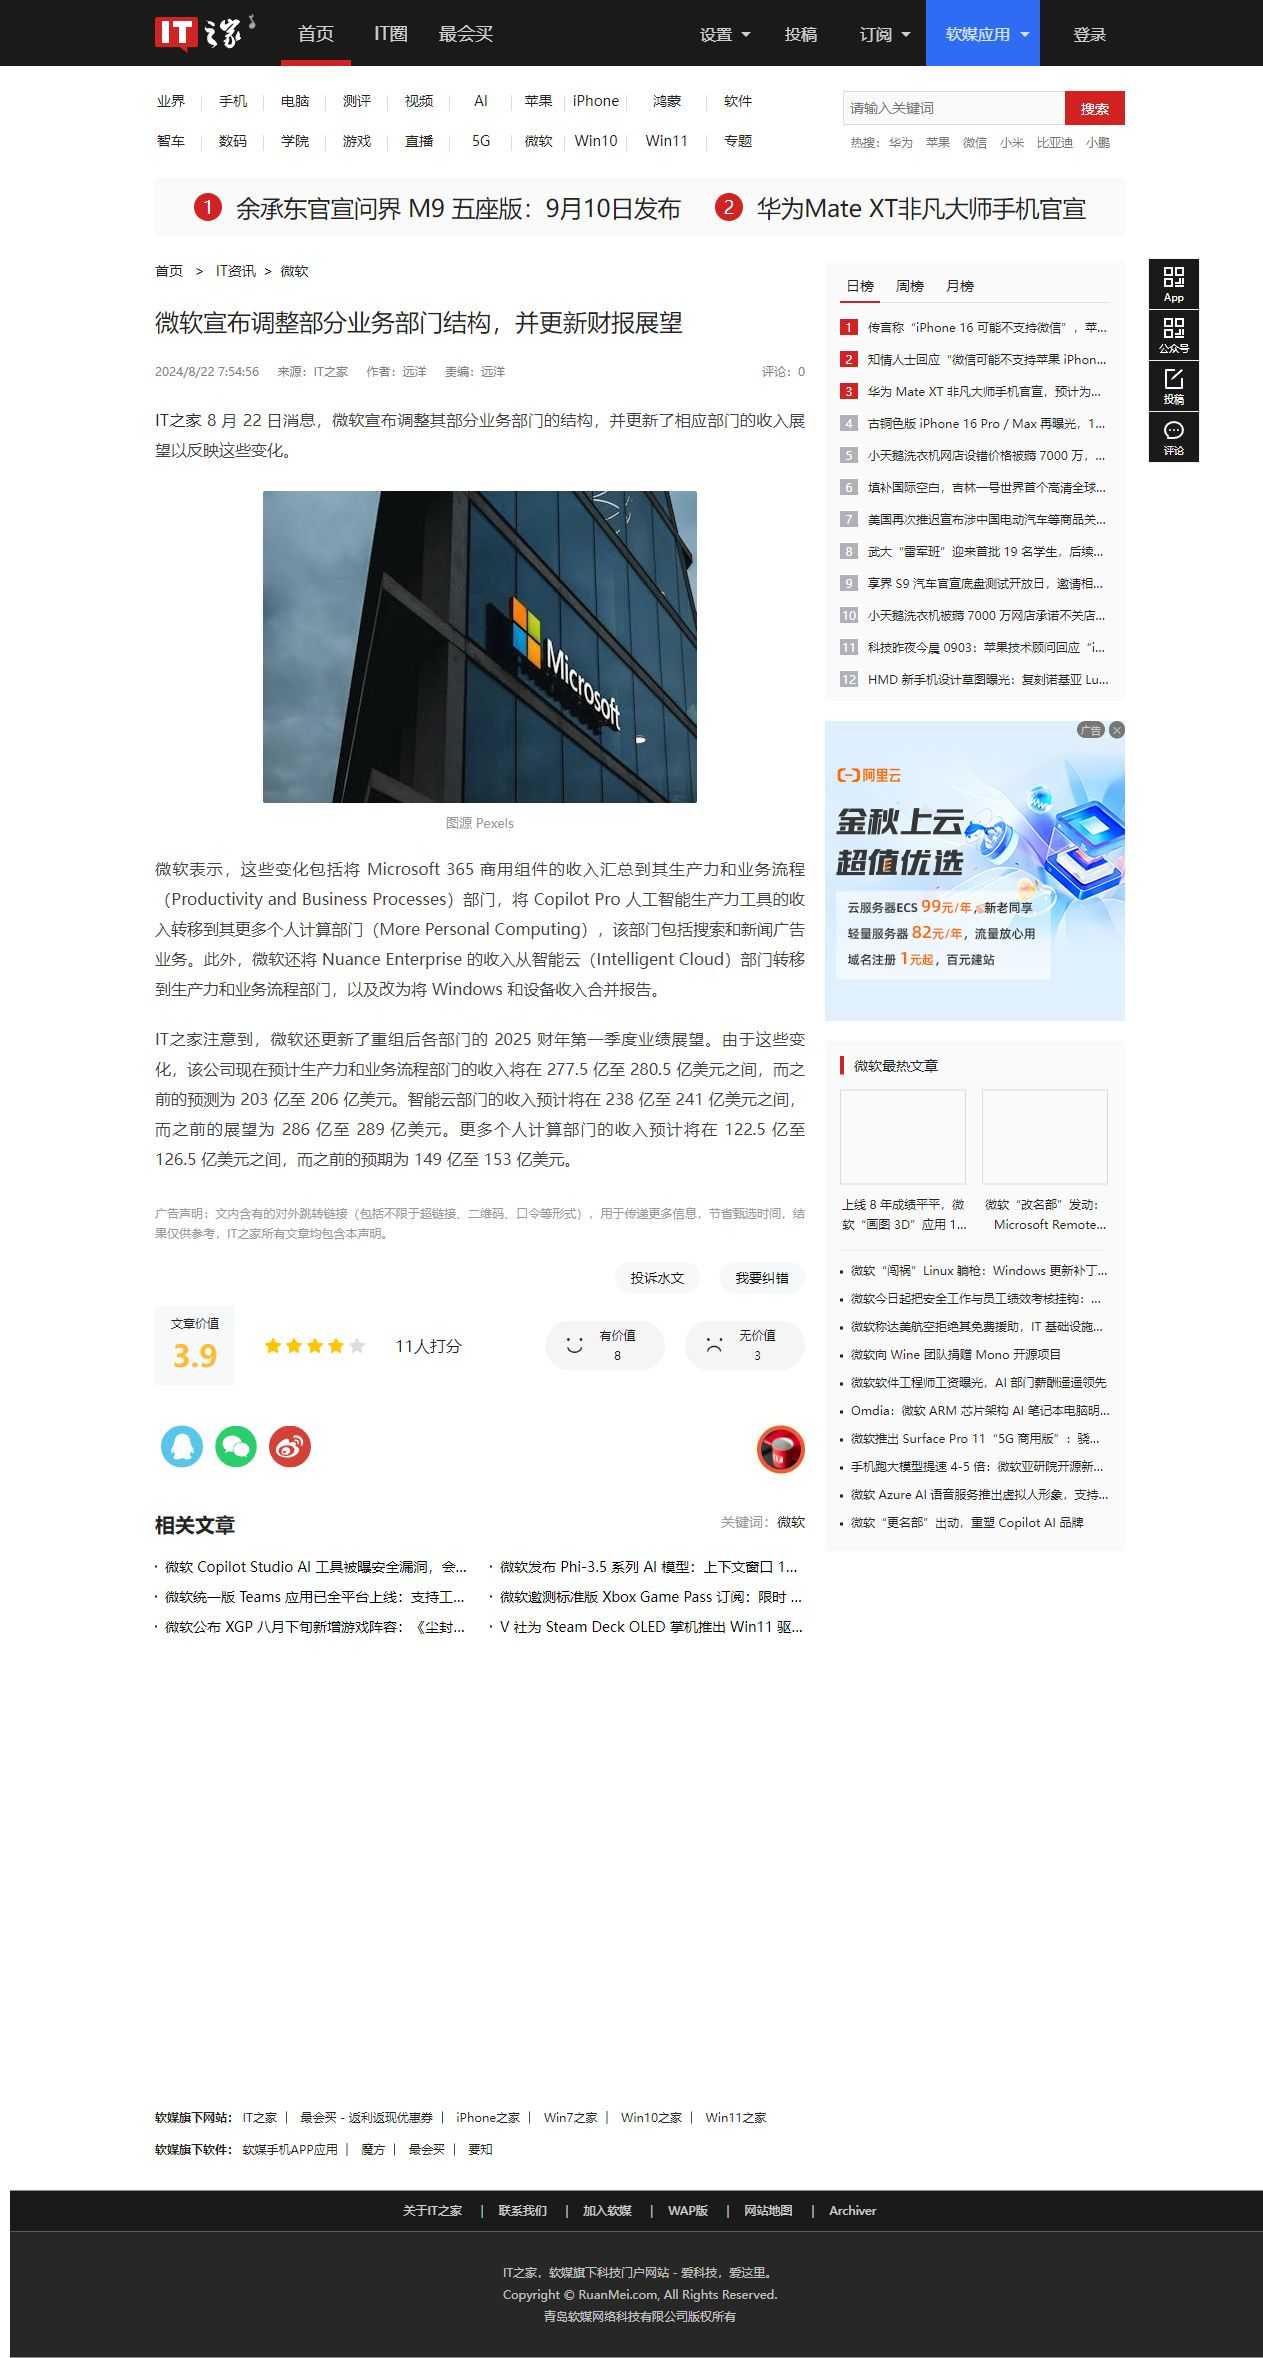 IT之家
首页 IT圈 最会买 设置 投稿 订阅 软媒应用 登录
业界 手机 电脑 测评 视频 AI 苹果 iPhone 鸿蒙 软件
请输入关键词 搜索
智车 数码 学院 游戏 直播 5G 微软 Win10 Win11 专题
热搜： 华为 苹果 微信 小米 比亚迪 小鹏
1 余承东官宣问界 M9 五座版：9月10日发布 2 华为Mate XT非凡大师手机官宣
首页 > IT资讯 > 微软
微软宣布调整部分业务部门结构，并更新财报展望
2024/8/22 7:54:56 来源：IT之家 作者：远洋 责编：远洋 评论：0
IT之家 8 月 22 日消息，微软宣布调整其部分业务部门的结构，并更新了相应部门的收入展
望以反映这些变化。
Microsoft
图源 Pexels
微软表示，这些变化包括将 Microsoft 365 商用组件的收入汇总到其生产力和业务流程
（Productivity and Business Processes）部门，将 Copilot Pro 人工智能生产力工具的收
入转移到其更多个人计算部门（More Personal Computing），该部门包括搜索和新闻广告
业务。此外，微软还将 Nuance Enterprise 的收入从智能云（Intelligent Cloud）部门转移
到生产力和业务流程部门，以及改为将 Windows 和设备收入合并报告。
IT之家注意到，微软还更新了重组后各部门的 2025 财年第一季度业绩展望。由于这些变
化，该公司现在预计生产力和业务流程部门的收入将在 277.5 亿至 280.5 亿美元之间，而之
前的预测为 203 亿至 206 亿美元。智能云部门的收入预计将在 238 亿至 241 亿美元之间，
而之前的展望为 286 亿至 289 亿美元。更多个人计算部门的收入预计将在 122.5 亿至
126.5 亿美元之间，而之前的预期为 149 亿至 153 亿美元。
广告声明：文内含有的对外跳转链接（包括不限于超链接、二维码、口令等形式），用于传递更多信息，节省甄选时间，结
果仅供参考，IT之家所有文章均包含本声明。
投诉水文 我要纠错
文章价值
3.9
11人打分
有价值
8
无价值
3
相关文章 关键词：微软
· 微软 Copilot Studio AI 工具被曝安全漏洞，会...
· 微软发布 Phi-3.5 系列 AI 模型：上下文窗口 1...
· 微软统一版 Teams 应用已全平台上线：支持工...
· 微软邀测标准版 Xbox Game Pass 订阅：限时 ...
· 微软公布 XGP 八月下旬新增游戏阵容：《尘封...
· V 社为 Steam Deck OLED 掌机推出 Win11 驱...
日榜 周榜 月榜
1 传言称“iPhone 16 可能不支持微信”，苹...
2 知情人士回应“微信可能不支持苹果 iPhon...
3 华为 Mate XT 非凡大师手机官宣，预计为...
4 古铜色版 iPhone 16 Pro / Max 再曝光，1...
5 小天鹅洗衣机网店设错价格被薅 7000 万，...
6 填补国际空白，吉林一号世界首个高清全球...
7 美国再次推迟宣布涉中国电动汽车等商品关...
8 武大“雷军班”迎来首批 19 名学生，后续...
9 享界 S9 汽车官宣底盘测试开放日，邀请相...
10 小天鹅洗衣机被薅 7000 万网店承诺不关店...
11 科技昨夜今晨 0903：苹果技术顾问回应“i...
12 HMD 新手机设计草图曝光：复刻诺基亚 Lu...
广告
阿里云
金秋上云
超值优选
云服务器ECS 99元/年，新老同享
轻量服务器 82元/年，流量放心用
域名注册 1元起，百元建站
微软最热文章
上线 8 年成绩平平，微
软“画图 3D”应用 1...
微软“改名部”发动：
Microsoft Remote...
微软“闯祸”Linux 躺枪：Windows 更新补丁...
微软今日起把安全工作与员工绩效考核挂钩：...
微软称达美航空拒绝其免费援助，IT 基础设施...
微软向 Wine 团队捐赠 Mono 开源项目
微软软件工程师工资曝光，AI 部门薪酬遥遥领先
Omdia：微软 ARM 芯片架构 AI 笔记本电脑明...
微软推出 Surface Pro 11“5G 商用版”：骁...
手机跑大模型提速 4-5 倍：微软亚研院开源新...
微软 Azure AI 语音服务推出虚拟人形象，支持...
微软“更名部”出动，重塑 Copilot AI 品牌
App
公众号
投稿
评论
软媒旗下网站： IT之家 | 最会买 - 返利返现优惠券 | iPhone之家 | Win7之家 | Win10之家 | Win11之家
软媒旗下软件： 软媒手机APP应用 | 魔方 | 最会买 | 要知
关于IT之家 | 联系我们 | 加入软媒 | WAP版 | 网站地图 | Archiver
IT之家，软媒旗下科技门户网站 - 爱科技，爱这里。
Copyright © RuanMei.com, All Rights Reserved.
青岛软媒网络科技有限公司版权所有